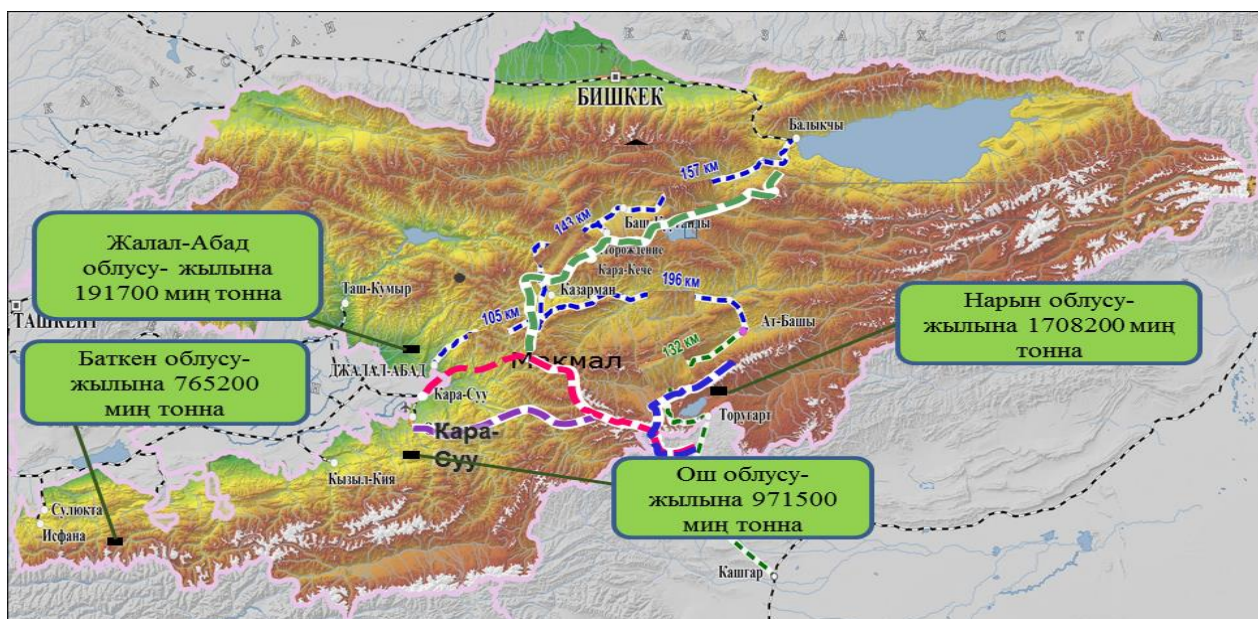 К А З А Х С Т А Н
К А З А Х С Т А Н
БИШКЕК
Балыкчы
157 км
143 км
Кара-Кече
Казарман
196 км
105 км
Таш-Кумыр
ТАШКЕНТ
Ат-Башы
132 км
Жалал-Абад
облусу- жылына
191700 миң тонна
Нарын облусу-
жылына 1708200 миң
тонна
Баткен облусу-
жылына 765200
миң тонна
ДЖАЛАЛ-АБАД
Макмал
Кара-Суу
Торугарт
Кара-
Суу
Кызыл-Кия
Ош облусу-
жылына 971500
миң тонна
Сулюкта
Исфана
Кашгар